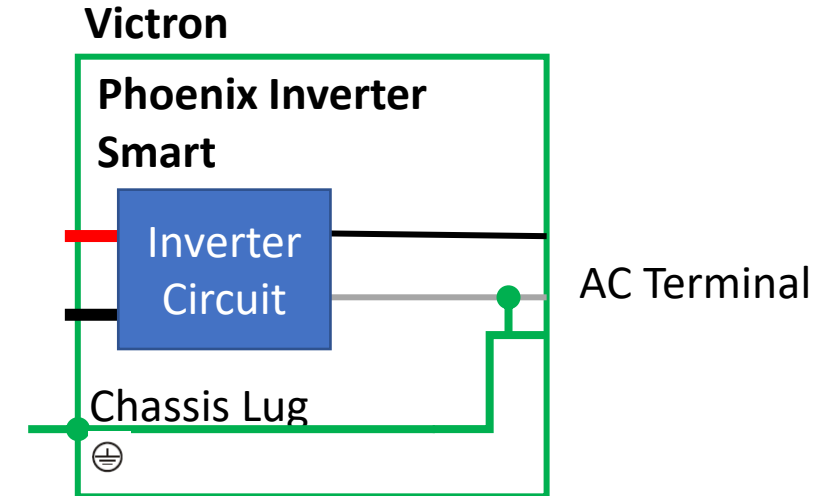 Victron
Phoenix Inverter
Smart
Inverter
Circuit
AC Terminal
Chassis Lug